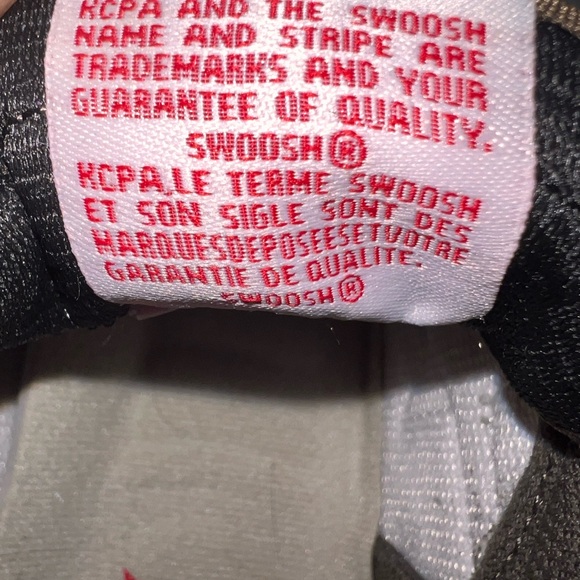 KCPA AND THE SWOOSH
NAME AND STRIPE ARE
TRADEMARKS AND YOUR
GUARANTEE OF QUALITY.
SWOOSH®
KCPA,LE TERME SWOOSH
ET SON SIGLE SONT DES
MARQUESDEPOSEESETVOTRE
GARANTIE DE QUALITE.
SWOOSH®